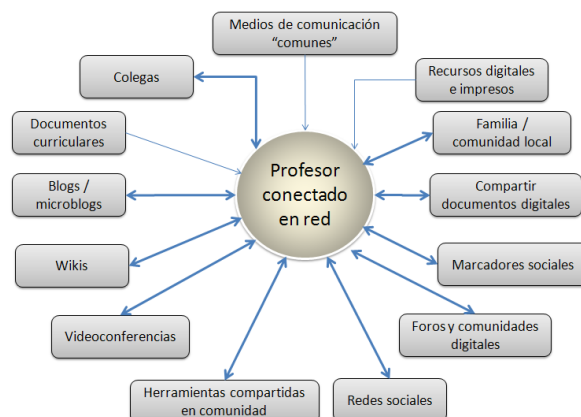 Medios de comunicación
“comunes”
Colegas
Recursos digitales
e impresos
Documentos
curriculares
Familia /
comunidad local
Profesor
conectado
en red
Blogs /
microblogs
Compartir
documentos digitales
Wikis
Marcadores sociales
Videoconferencias
Foros y comunidades
digitales
Herramientas compartidas
en comunidad
Redes sociales